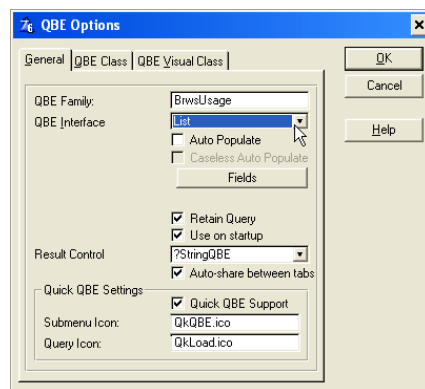 QBE Options
General QBE Class QBE Visual Class
OK
Cancel
Help
QBE Family: BrwsUsage
QBE Interface List
Auto Populate
Caseless Auto Populate
Fields
Retain Query
Use on startup
Result Control ?StringQBE
Auto-share between tabs
Quick QBE Settings
Quick QBE Support
Submenu Icon: QkQBE.ico
Query Icon: QkLoad.ico